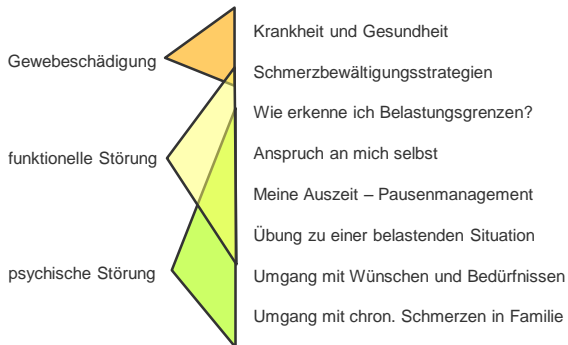 Gewebeschädigung
funktionelle Störung
psychische Störung
Krankheit und Gesundheit
Schmerzbewältigungsstrategien
Wie erkenne ich Belastungsgrenzen?
Anspruch an mich selbst
Meine Auszeit – Pausenmanagement
Übung zu einer belastenden Situation
Umgang mit Wünschen und Bedürfnissen
Umgang mit chron. Schmerzen in Familie